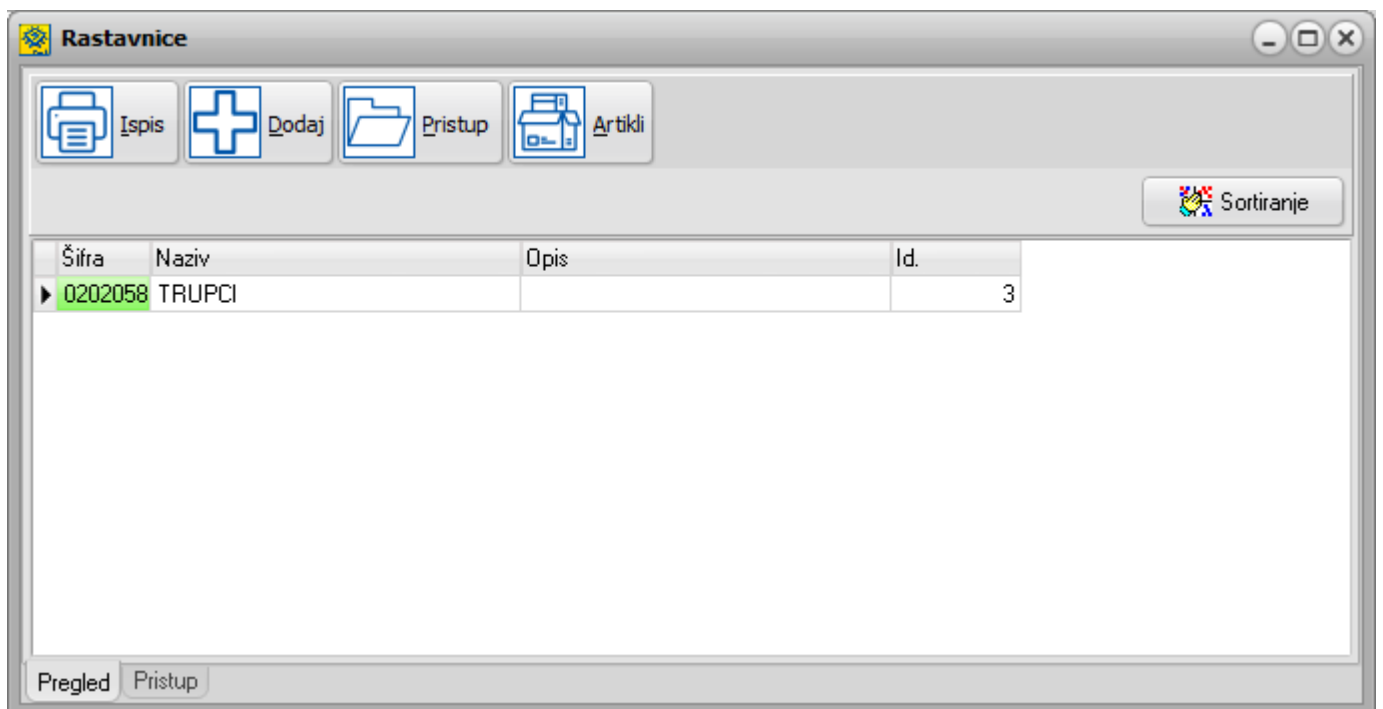 Rastavnice
Ispis Dodaj Pristup Artikli
Sortiranje
Šifra Naziv Opis Id.
0202058 TRUPCI 3
Pregled Pristup